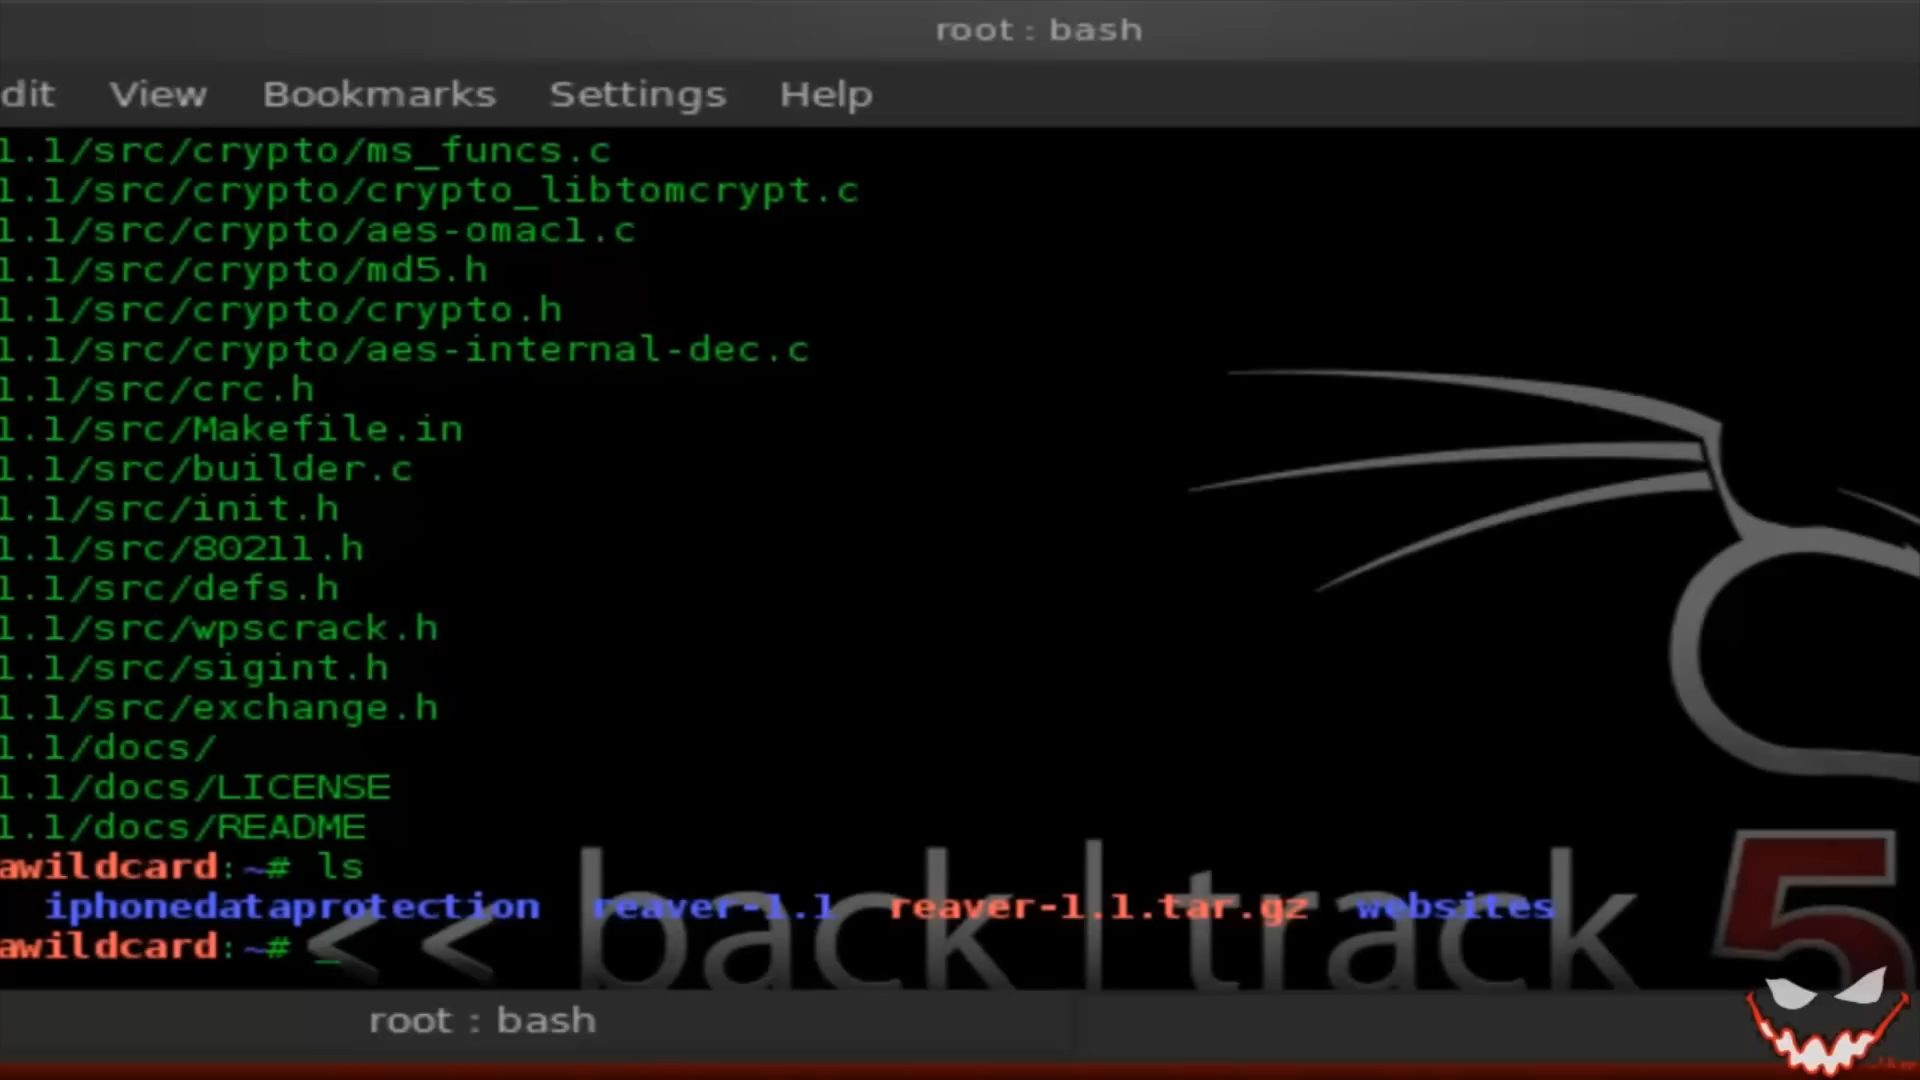 root : bash
dit View Bookmarks Settings Help
1.1/src/crypto/ms_funcs.c
1.1/src/crypto/crypto_libtomcrypt.c
1.1/src/crypto/aes-omac1.c
1.1/src/crypto/md5.h
1.1/src/crypto/crypto.h
1.1/src/crypto/aes-internal-dec.c
1.1/src/crc.h
1.1/src/Makefile.in
1.1/src/builder.c
1.1/src/init.h
1.1/src/80211.h
1.1/src/defs.h
1.1/src/wpscrack.h
1.1/src/sigint.h
1.1/src/exchange.h
1.1/docs/
1.1/docs/LICENSE
1.1/docs/README
awildcard:~# ls
iphonedataprotection reaver-1.1 reaver-1.1.tar.gz websites
awildcard:~# _
<< back | track 5
root : bash